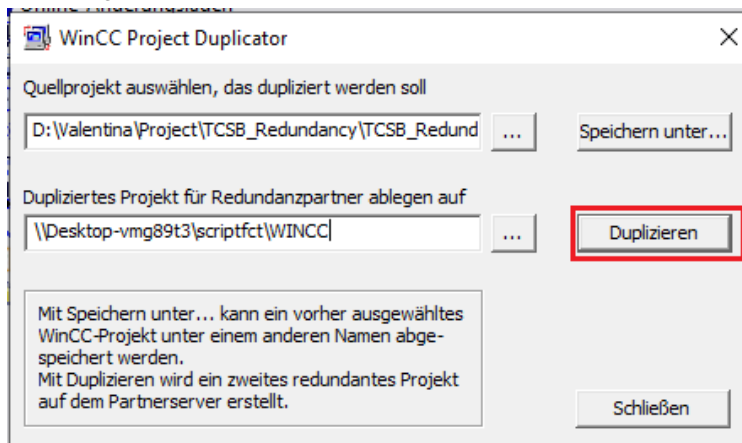 Online-Änderungsladen
WinCC Project Duplicator
Quellprojekt auswählen, das dupliziert werden soll
D:\Valentina\Project\TCSB_Redundancy\TCSB_Redund ... Speichern unter...
Dupliziertes Projekt für Redundanzpartner ablegen auf
\\Desktop-vmg89t3\scriptfct\WINCC ... Duplizieren
Mit Speichern unter... kann ein vorher ausgewähltes
WinCC-Projekt unter einem anderen Namen abge-
speichert werden.
Mit Duplizieren wird ein zweites redundantes Projekt
auf dem Partnerserver erstellt.
Schließen